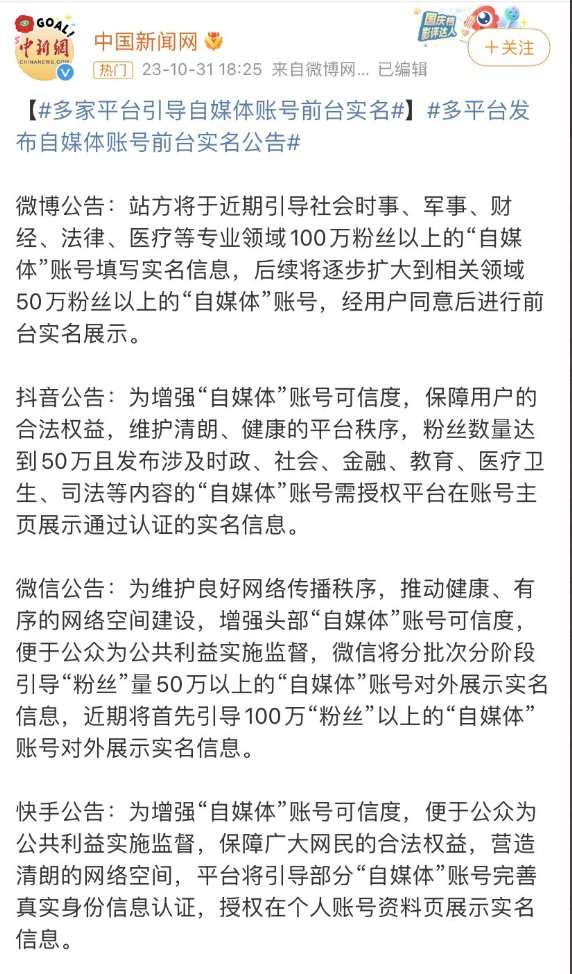 GOAL!
中新網
CHINANEWS.COM
中国新闻网
国庆档
影评达人
+关注
热门 23-10-31 18:25 来自微博网... 已编辑
【#多家平台引导自媒体账号前台实名#】#多平台发
布自媒体账号前台实名公告#
微博公告：站方将于近期引导社会时事、军事、财
经、法律、医疗等专业领域100万粉丝以上的“自媒
体”账号填写实名信息，后续将逐步扩大到相关领域
50万粉丝以上的“自媒体”账号，经用户同意后进行前
台实名展示。
抖音公告：为增强“自媒体”账号可信度，保障用户的
合法权益，维护清朗、健康的平台秩序，粉丝数量达
到50万且发布涉及时政、社会、金融、教育、医疗卫
生、司法等内容的“自媒体”账号需授权平台在账号主
页展示通过认证的实名信息。
微信公告：为维护良好网络传播秩序，推动健康、有
序的网络空间建设，增强头部“自媒体”账号可信度，
便于公众为公共利益实施监督，微信将分批次分阶段
引导“粉丝”量50万以上的“自媒体”账号对外展示实名
信息，近期将首先引导100万“粉丝”以上的“自媒体”
账号对外展示实名信息。
快手公告：为增强“自媒体”账号可信度，便于公众为
公共利益实施监督，保障广大网民的合法权益，营造
清朗的网络空间，平台将引导部分“自媒体”账号完善
真实身份信息认证，授权在个人账号资料页展示实名
信息。